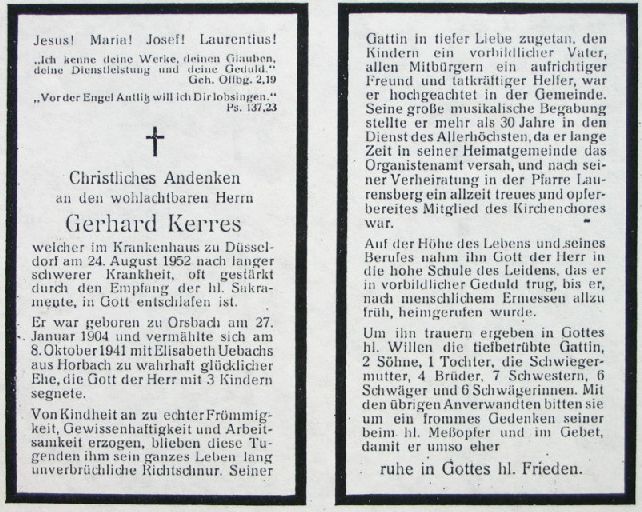 Jesus! Maria! Josef! Laurentius!
„Ich kenne deine Werke, deinen Glauben,
deine Dienstleistung und deine Geduld.“
Geh. Offbg. 2,19
„Vor der Engel Antlitz will ich Dir lobsingen.“
Ps. 137,23
Christliches Andenken
an den wohlachtbaren Herrn
Gerhard Kerres
welcher im Krankenhaus zu Düssel-
dorf am 24. August 1952 nach langer
schwerer Krankheit, oft gestärkt
durch den Empfang der hl. Sakra-
mente, in Gott entschlafen ist.
Er war geboren zu Orsbach am 27.
Januar 1904 und vermählte sich am
8. Oktober 1941 mit Elisabeth Uebachs
aus Horbach zu wahrhaft glücklicher
Ehe, die Gott der Herr mit 3 Kindern
segnete.
Von Kindheit an zu echter Frömmig-
keit, Gewissenhaftigkeit und Arbeit-
samkeit erzogen, blieben diese Tu-
genden ihm sein ganzes Leben lang
unverbrüchliche Richtschnur. Seiner
Gattin in tiefer Liebe zugetan, den
Kindern ein vorbildlicher Vater,
allen Mitbürgern ein aufrichtiger
Freund und tatkräftiger Helfer, war
er hochgeachtet in der Gemeinde.
Seine große musikalische Begabung
stellte er mehr als 30 Jahre in den
Dienst des Allerhöchsten, da er lange
Zeit in seiner Heimatgemeinde das
Organistenamt versah, und nach sei-
ner Verheiratung in der Pfarre Lau-
rensberg ein allzeit treues und opfer-
bereites Mitglied des Kirchenchores
war.
Auf der Höhe des Lebens und seines
Berufes nahm ihn Gott der Herr in
die hohe Schule des Leidens, das er
in vorbildlicher Geduld trug, bis er,
nach menschlichem Ermessen allzu
früh, heimgerufen wurde.
Um ihn trauern ergeben in Gottes
hl. Willen die tiefbetrübte Gattin,
2 Söhne, 1 Tochter, die Schwieger-
mutter, 4 Brüder, 7 Schwestern, 6
Schwäger und 6 Schwägerinnen. Mit
den übrigen Anverwandten bitten sie
um ein frommes Gedenken seiner
beim hl. Meßopfer und im Gebet,
damit er umso eher
ruhe in Gottes hl. Frieden.